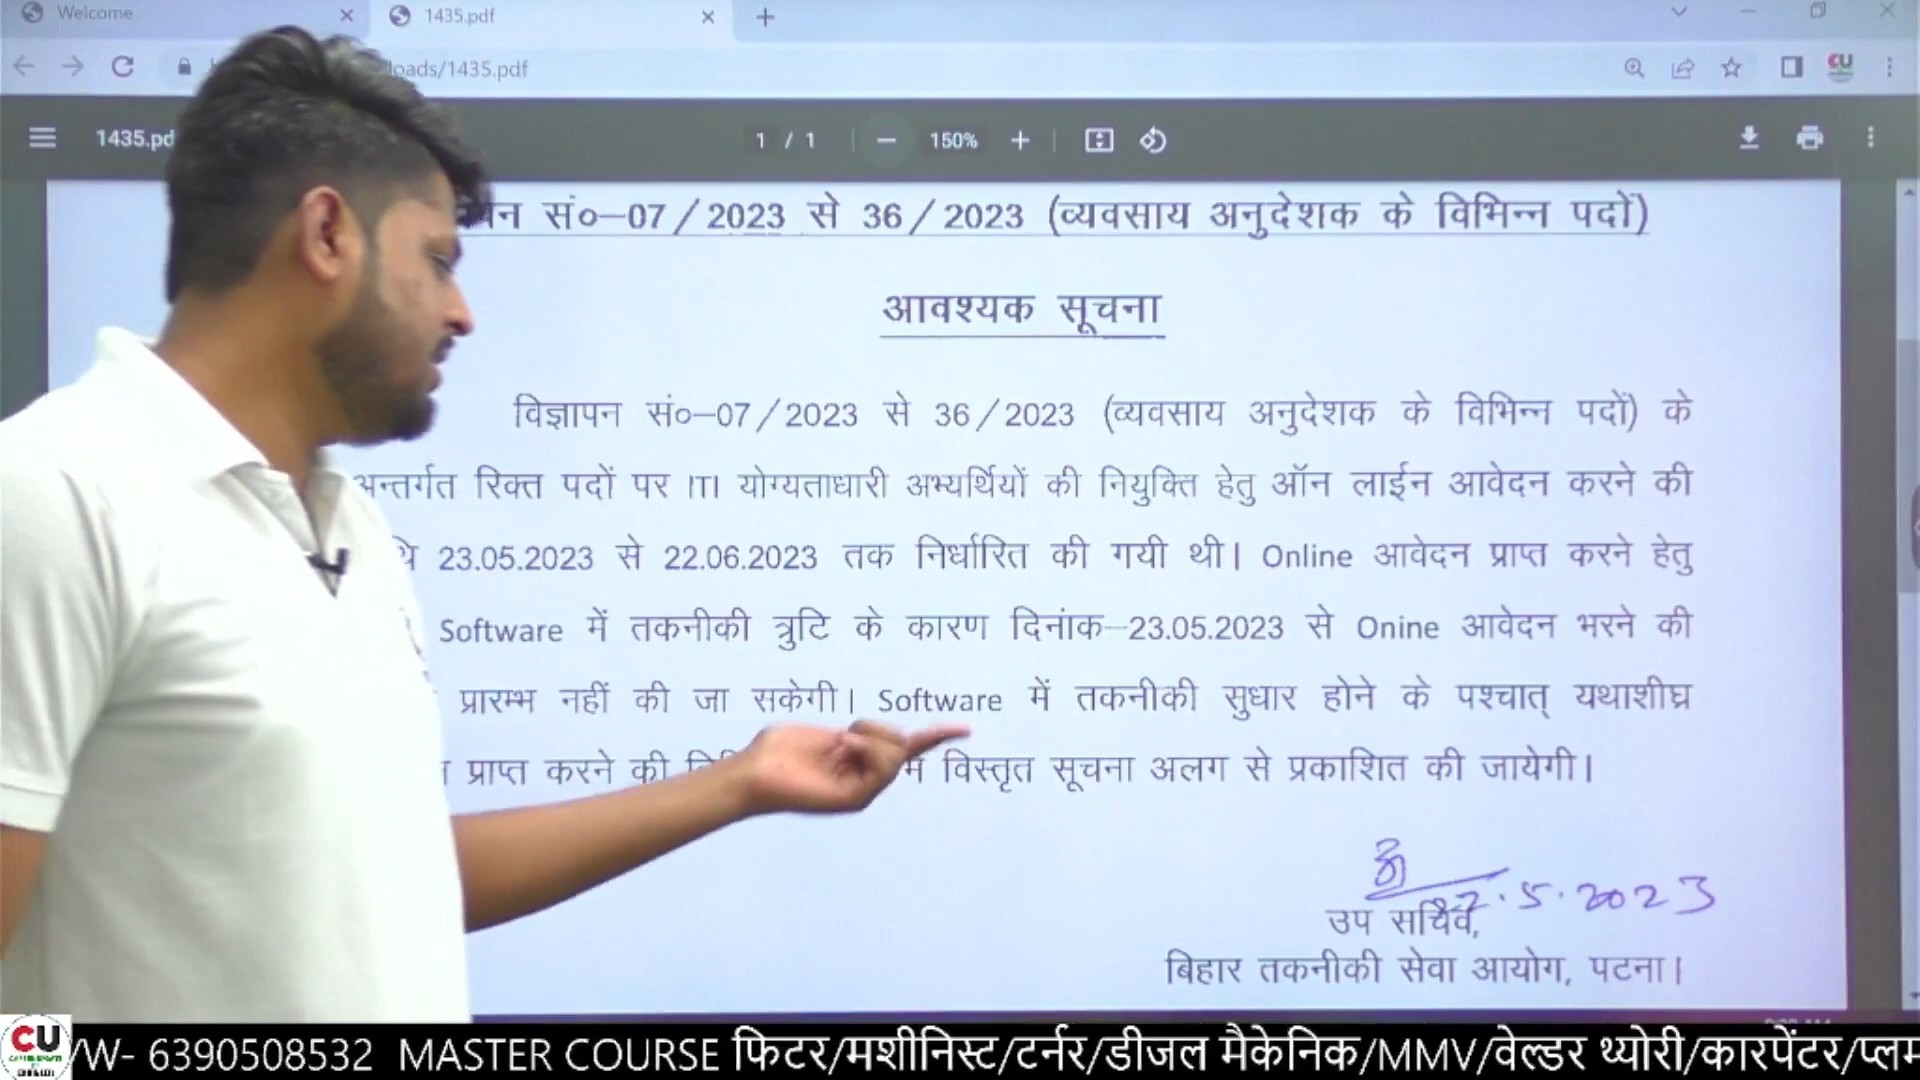 Welcome
1435.pdf
loads/1435.pdf
CU
1435.pd
1 / 1
150%
सं०–07/2023 से 36/2023 (व्यवसाय अनुदेशक के विभिन्न पदों)
आवश्यक सूचना
विज्ञापन सं०–07/2023 से 36/2023 (व्यवसाय अनुदेशक के विभिन्न पदों) के
अन्तर्गत रिक्त पदों पर ITI योग्यताधारी अभ्यर्थियों की नियुक्ति हेतु ऑन लाईन आवेदन करने की
23.05.2023 से 22.06.2023 तक निर्धारित की गयी थी। Online आवेदन प्राप्त करने हेतु
Software में तकनीकी त्रुटि के कारण दिनांक–23.05.2023 से Onine आवेदन भरने की
प्रारम्भ नहीं की जा सकेगी। Software में तकनीकी सुधार होने के पश्चात् यथाशीघ्र
प्राप्त करने की में विस्तृत सूचना अलग से प्रकाशित की जायेगी।
22.5.2023
उप सचिव,
बिहार तकनीकी सेवा आयोग, पटना।
CU
/W- 6390508532 MASTER COURSE फिटर/मशीनिस्ट/टर्नर/डीजल मैकेनिक/MMV/वेल्डर थ्योरी/कारपेंटर/प्लम